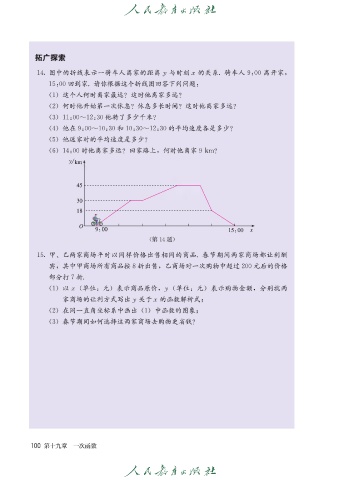 人民教育出版社
拓广探索
14. 图中的折线表示一骑车人离家的距离 y 与时刻 x 的关系. 骑车人 9:00 离开家，
15:00 回到家. 请你根据这个折线图回答下列问题：
(1) 这个人何时离家最远？这时他离家多远？
(2) 何时他开始第一次休息？休息多长时间？这时他离家多远？
(3) 11:00～12:30 他骑了多少千米？
(4) 他在 9:00～10:30 和 10:30～12:30 的平均速度各是多少？
(5) 他返家时的平均速度是多少？
(6) 14:00 时他离家多远？回家路上，何时他离家 9 km？
y/km
45
30
18
O
9:00
15:00 x
(第 14 题)
15. 甲、乙两家商场平时以同样价格出售相同的商品. 春节期间两家商场都让利酬
宾，其中甲商场所有商品按 8 折出售，乙商场对一次购物中超过 200 元后的价格
部分打 7 折.
(1) 以 x（单位：元）表示商品原价，y（单位：元）表示购物金额，分别就两
家商场的让利方式写出 y 关于 x 的函数解析式；
(2) 在同一直角坐标系中画出（1）中函数的图象；
(3) 春节期间如何选择这两家商场去购物更省钱？
100 第十九章 一次函数
人民教育出版社